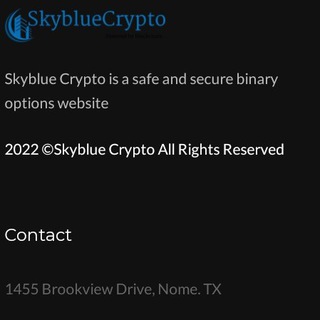 SkyblueCrypto
Skyblue Crypto is a safe and secure binary
options website
2022 ©Skyblue Crypto All Rights Reserved
Contact
1455 Brookview Drive, Nome. TX